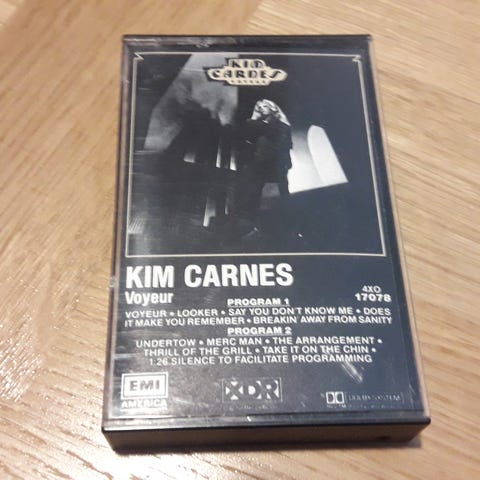 KIM
CARNES
VOYEUR
KIM CARNES
Voyeur
4XO
17078
PROGRAM 1
VOYEUR • LOOKER • SAY YOU DON'T KNOW ME • DOES
IT MAKE YOU REMEMBER • BREAKIN' AWAY FROM SANITY
PROGRAM 2
UNDERTOW • MERC MAN • THE ARRANGEMENT •
THRILL OF THE GRILL • TAKE IT ON THE CHIN •
1:26 SILENCE TO FACILITATE PROGRAMMING
EMI
AMERICA
XDR
DOLBY SYSTEM